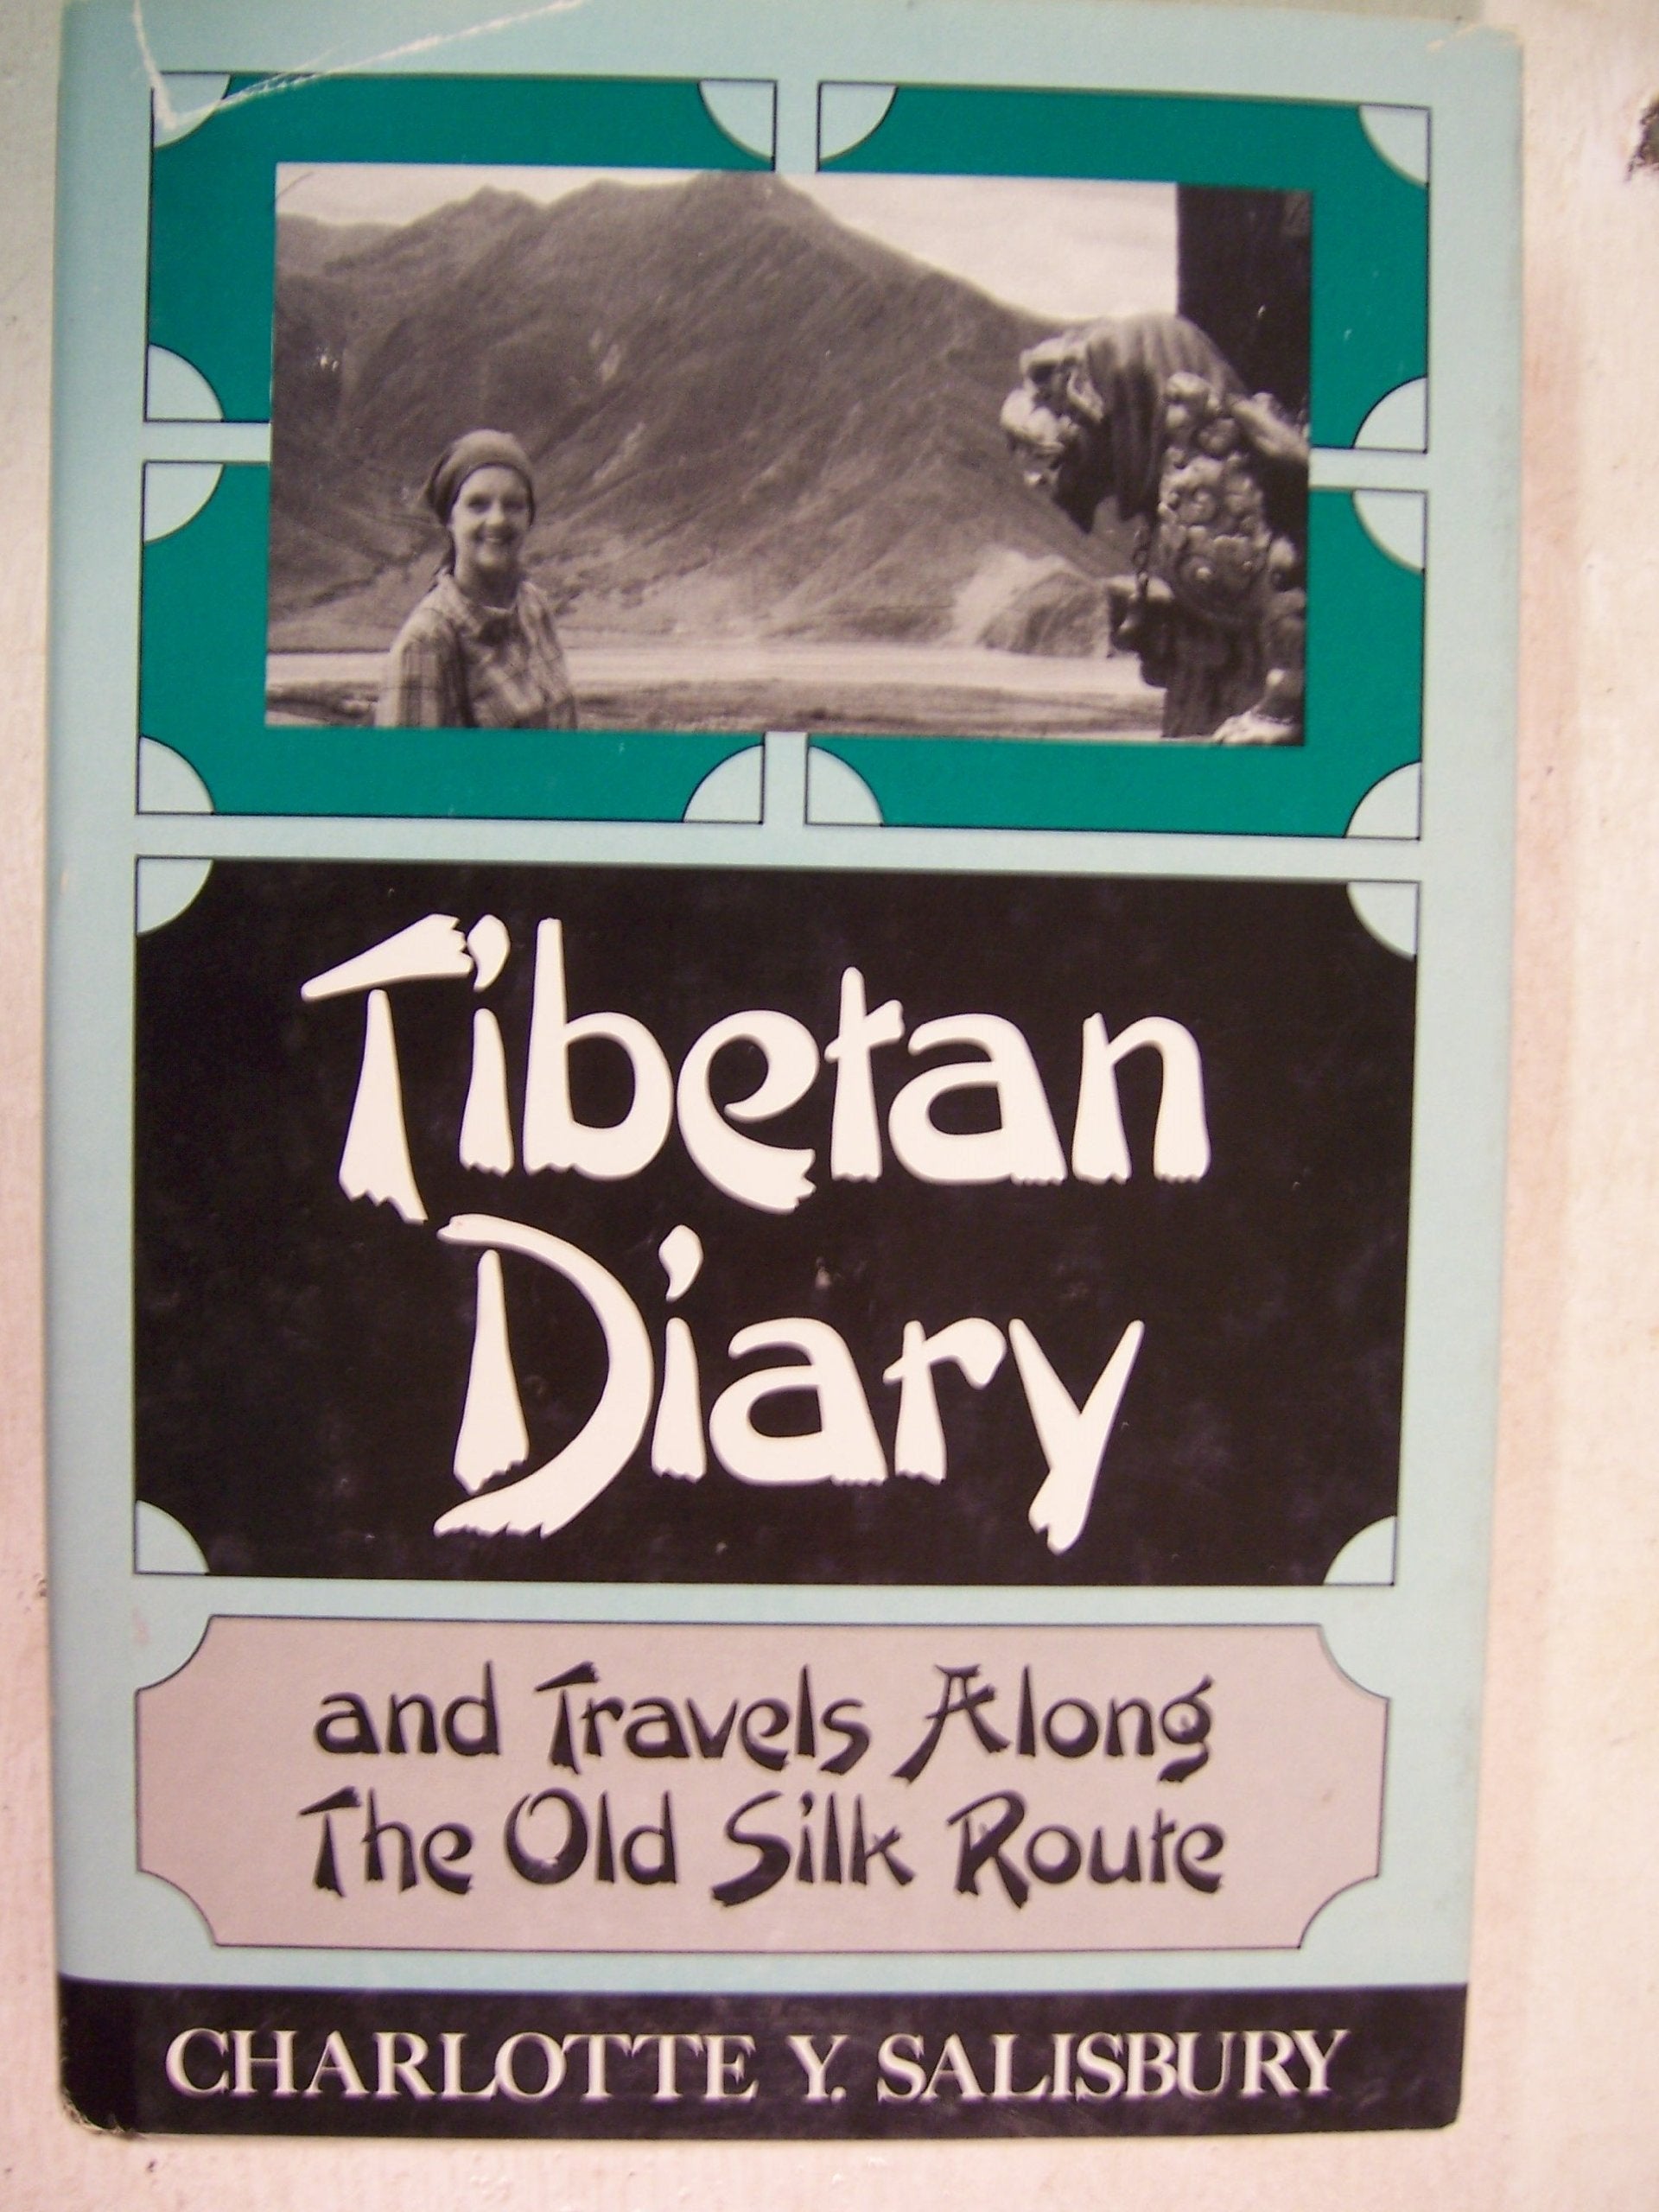 Tibetan
Diary
and Travels Along
The Old Silk Route
CHARLOTTE Y. SALISBURY